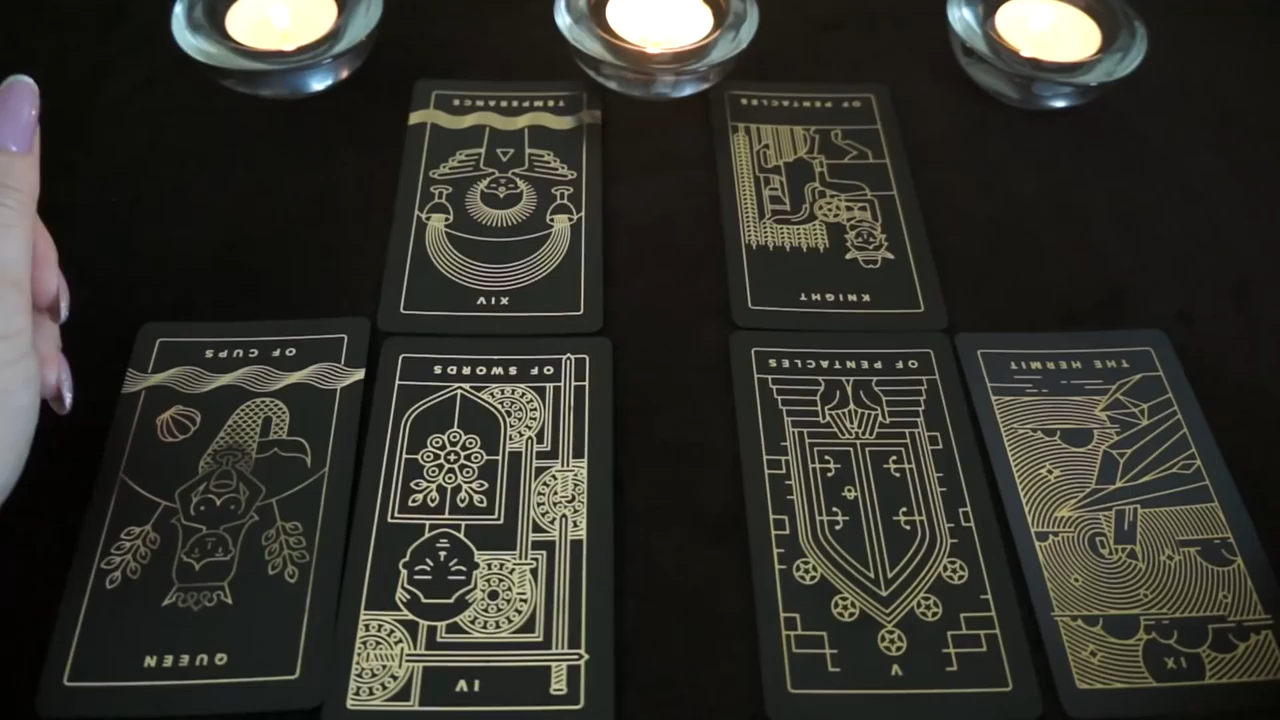 TEMPERANCE
XIV
OF PENTACLES
KNIGHT
OF CUPS
QUEEN
OF SWORDS
IV
OF PENTACLES
V
THE HERMIT
IX